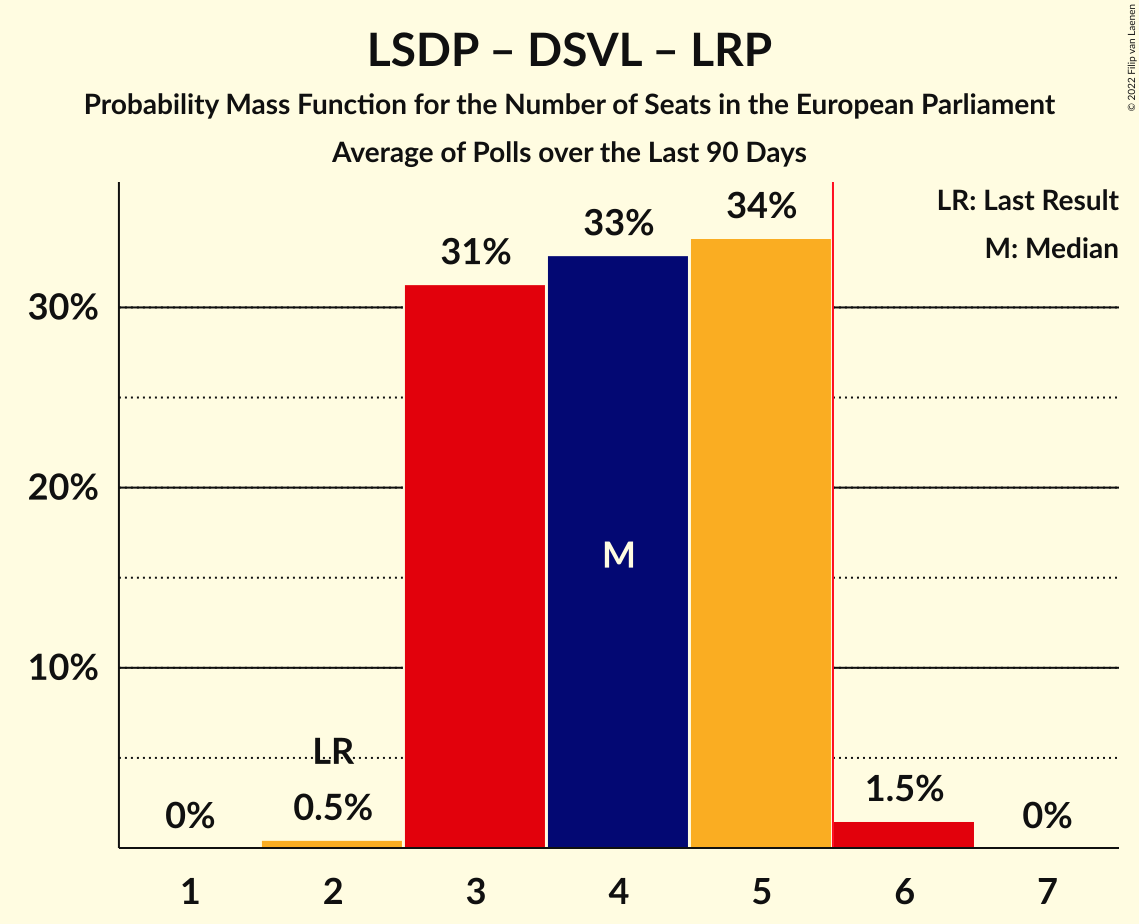 LSDP – DSVL – LRP
Probability Mass Function for the Number of Seats in the European Parliament
Average of Polls over the Last 90 Days
© 2022 Filip van Laenen
LR: Last Result
M: Median
30%
20%
10%
0%
LR
0.5%
31%
33%
M
34%
1.5%
0%
1 2 3 4 5 6 7